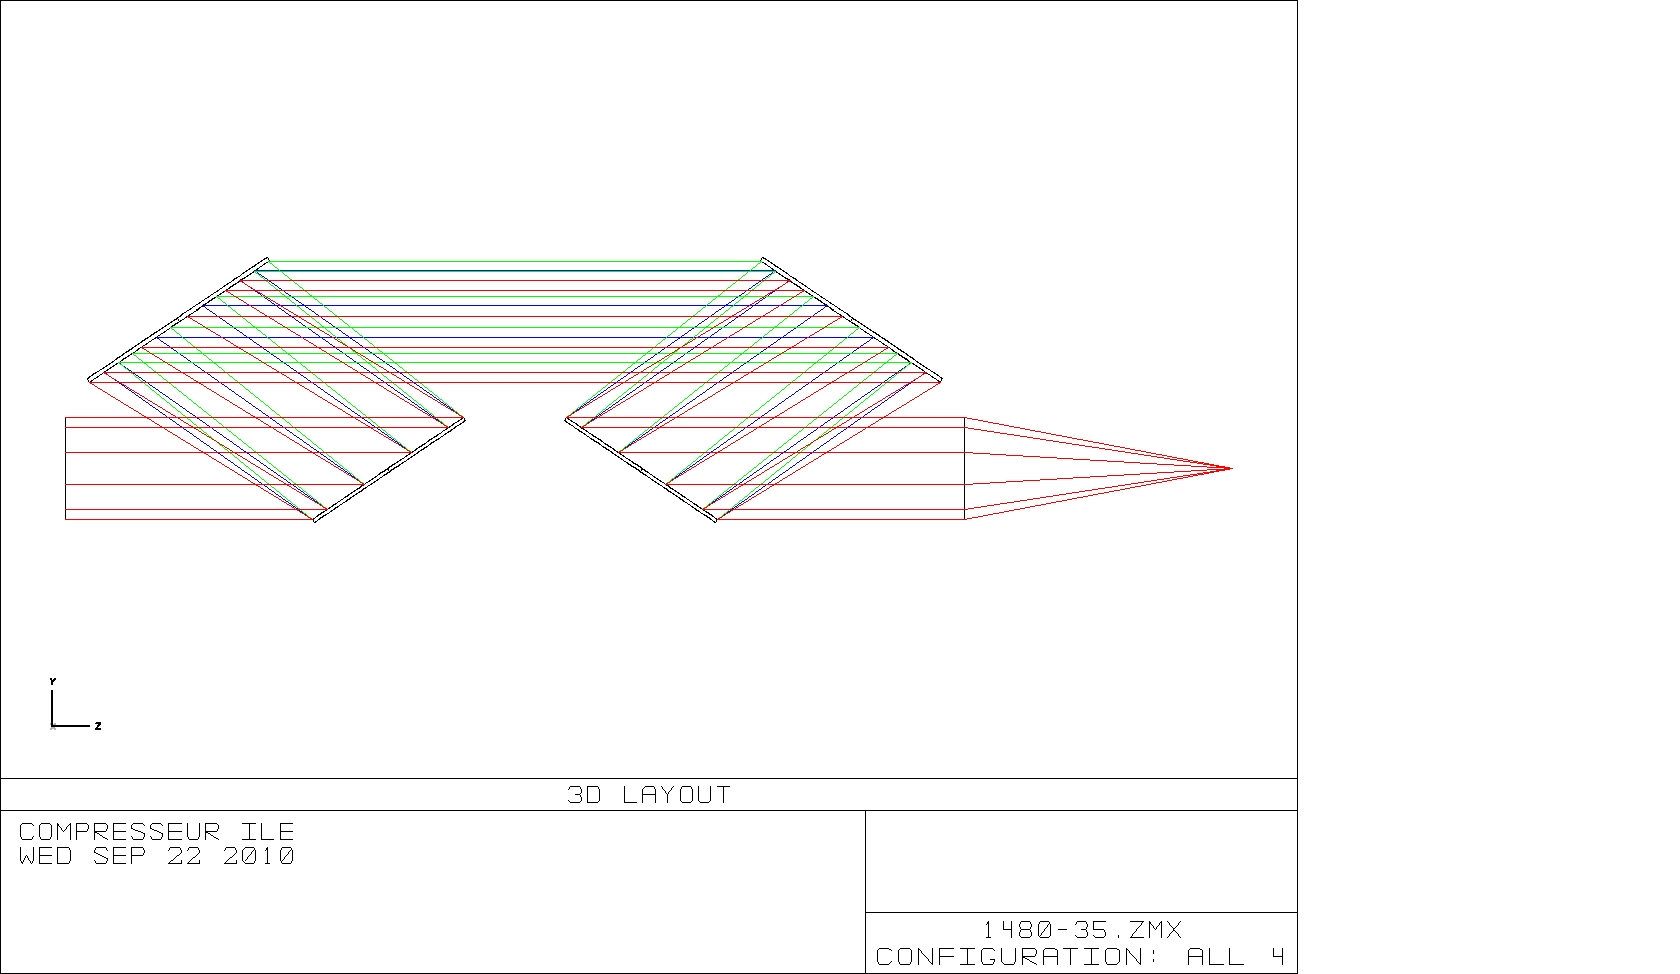 Y
Z
3D LAYOUT
COMPRESSEUR ILE
WED SEP 22 2010
1480-35.ZMX
CONFIGURATION: ALL 4